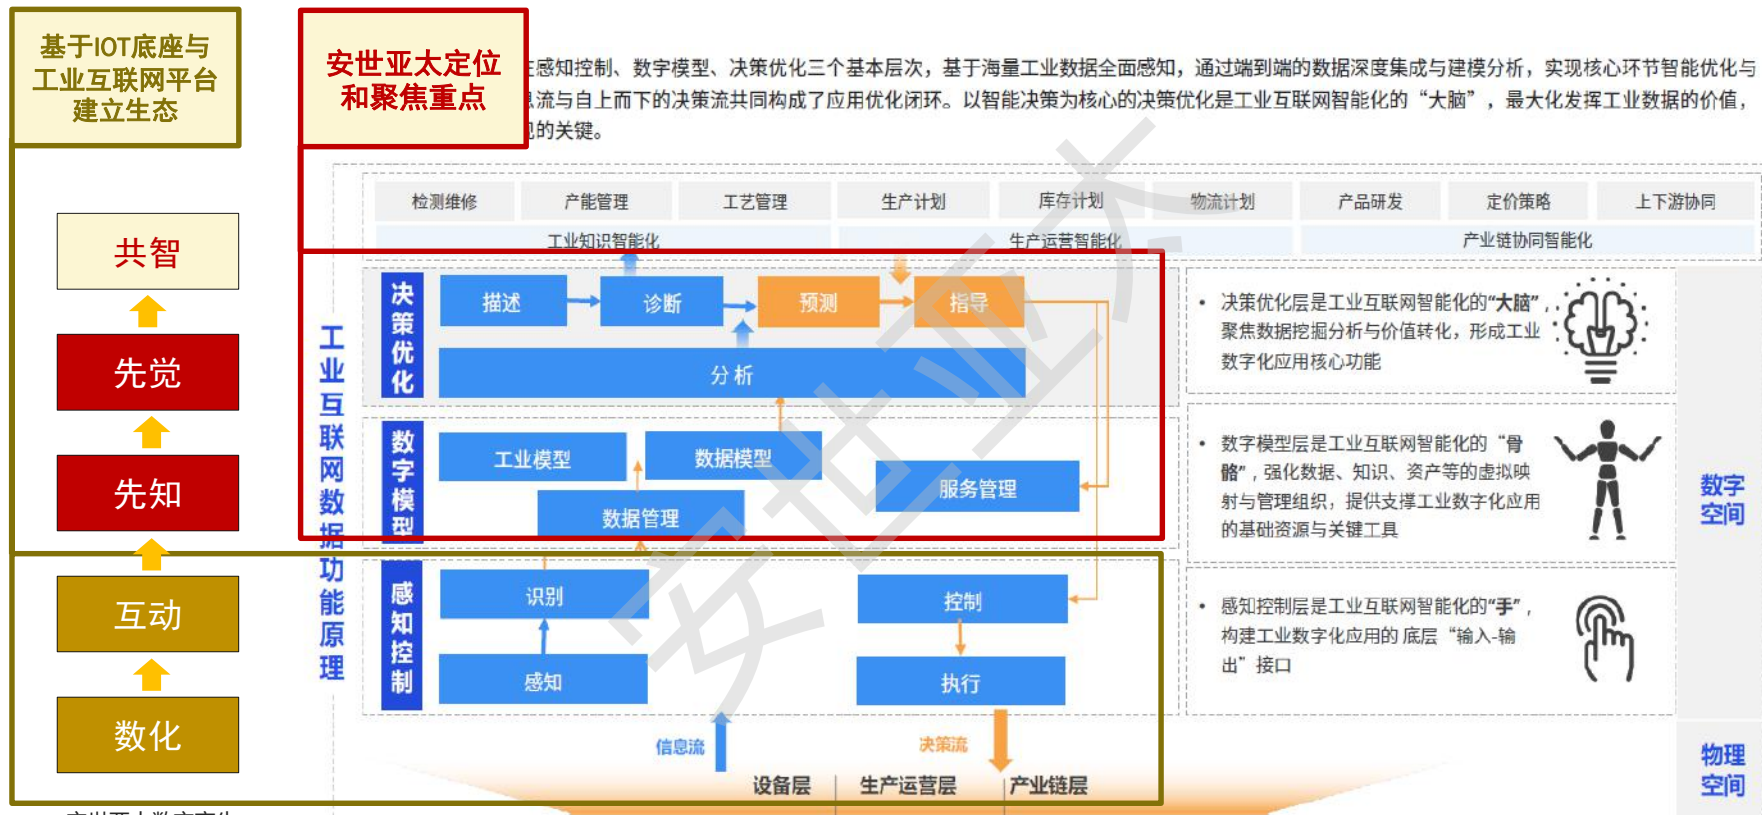 基于IOT底座与
工业互联网平台
建立生态
安世亚太定位
和聚焦重点
感知控制、数字模型、决策优化三个基本层次，基于海量工业数据全面感知，通过端到端的数据深度集成与建模分析，实现核心环节智能优化与
流与自上而下的决策流共同构成了应用优化闭环。以智能决策为核心的决策优化是工业互联网智能化的“大脑”，最大化发挥工业数据的价值，
的关键。
共智
先觉
先知
互动
数化
检测维修 产能管理 工艺管理 生产计划 库存计划 物流计划 产品研发 定价策略 上下游协同
工业知识智能化 生产运营智能化 产业链协同智能化
工业互联网数据功能原理
决策优化
描述 诊断 预测 指导
分析
• 决策优化层是工业互联网智能化的“大脑”，
聚焦数据挖掘分析与价值转化，形成工业
数字化应用核心功能
数字模型
工业模型 数据模型
数据管理
服务管理
• 数字模型层是工业互联网智能化的“骨
骼”，强化数据、知识、资产等的虚拟映
射与管理组织，提供支撑工业数字化应用
的基础资源与关键工具
数字
空间
感知控制
识别 控制
感知 执行
• 感知控制层是工业互联网智能化的“手”，
构建工业数字化应用的 底层“输入-输
出”接口
信息流 决策流
设备层 生产运营层 产业链层
物理
空间
安世亚太